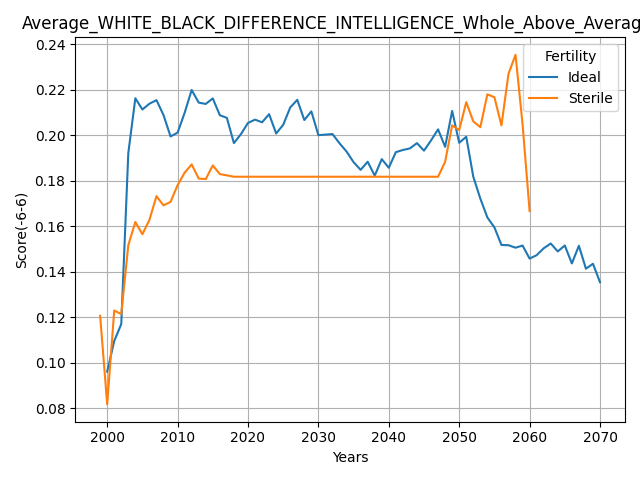 Average_WHITE_BLACK_DIFFERENCE_INTELLIGENCE_Whole_Above_Averag
0.24
0.22
0.20
0.18
0.16
0.14
0.12
0.10
0.08
Score(-6-6)
Fertility
Ideal
Sterile
2000 2010 2020 2030 2040 2050 2060 2070
Years